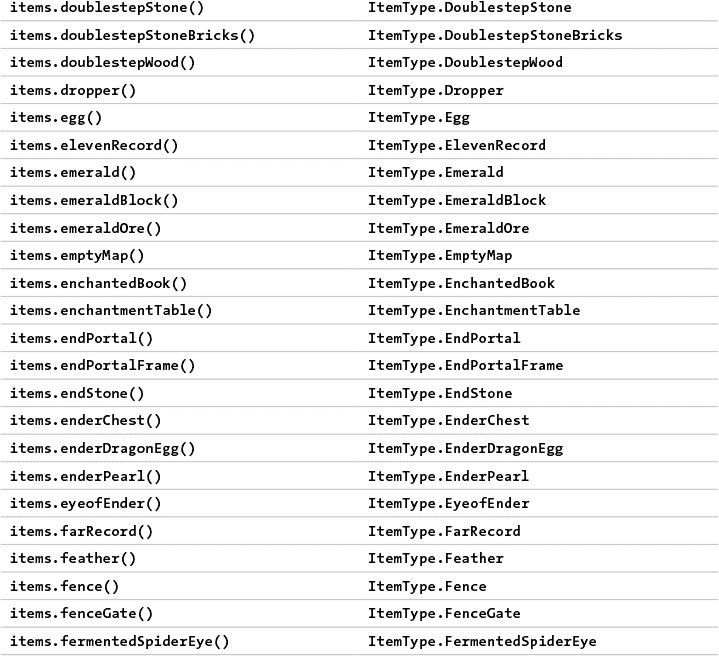 items.doublestepStone() ItemType.DoublestepStone
items.doublestepStoneBricks() ItemType.DoublestepStoneBricks
items.doublestepWood() ItemType.DoublestepWood
items.dropper() ItemType.Dropper
items.egg() ItemType.Egg
items.elevenRecord() ItemType.ElevenRecord
items.emerald() ItemType.Emerald
items.emeraldBlock() ItemType.EmeraldBlock
items.emeraldOre() ItemType.EmeraldOre
items.emptyMap() ItemType.EmptyMap
items.enchantedBook() ItemType.EnchantedBook
items.enchantmentTable() ItemType.EnchantmentTable
items.endPortal() ItemType.EndPortal
items.endPortalFrame() ItemType.EndPortalFrame
items.endStone() ItemType.EndStone
items.enderChest() ItemType.EnderChest
items.enderDragonEgg() ItemType.EnderDragonEgg
items.enderPearl() ItemType.EnderPearl
items.eyeofEnder() ItemType.EyeofEnder
items.farRecord() ItemType.FarRecord
items.feather() ItemType.Feather
items.fence() ItemType.Fence
items.fenceGate() ItemType.FenceGate
items.fermentedSpiderEye() ItemType.FermentedSpiderEye